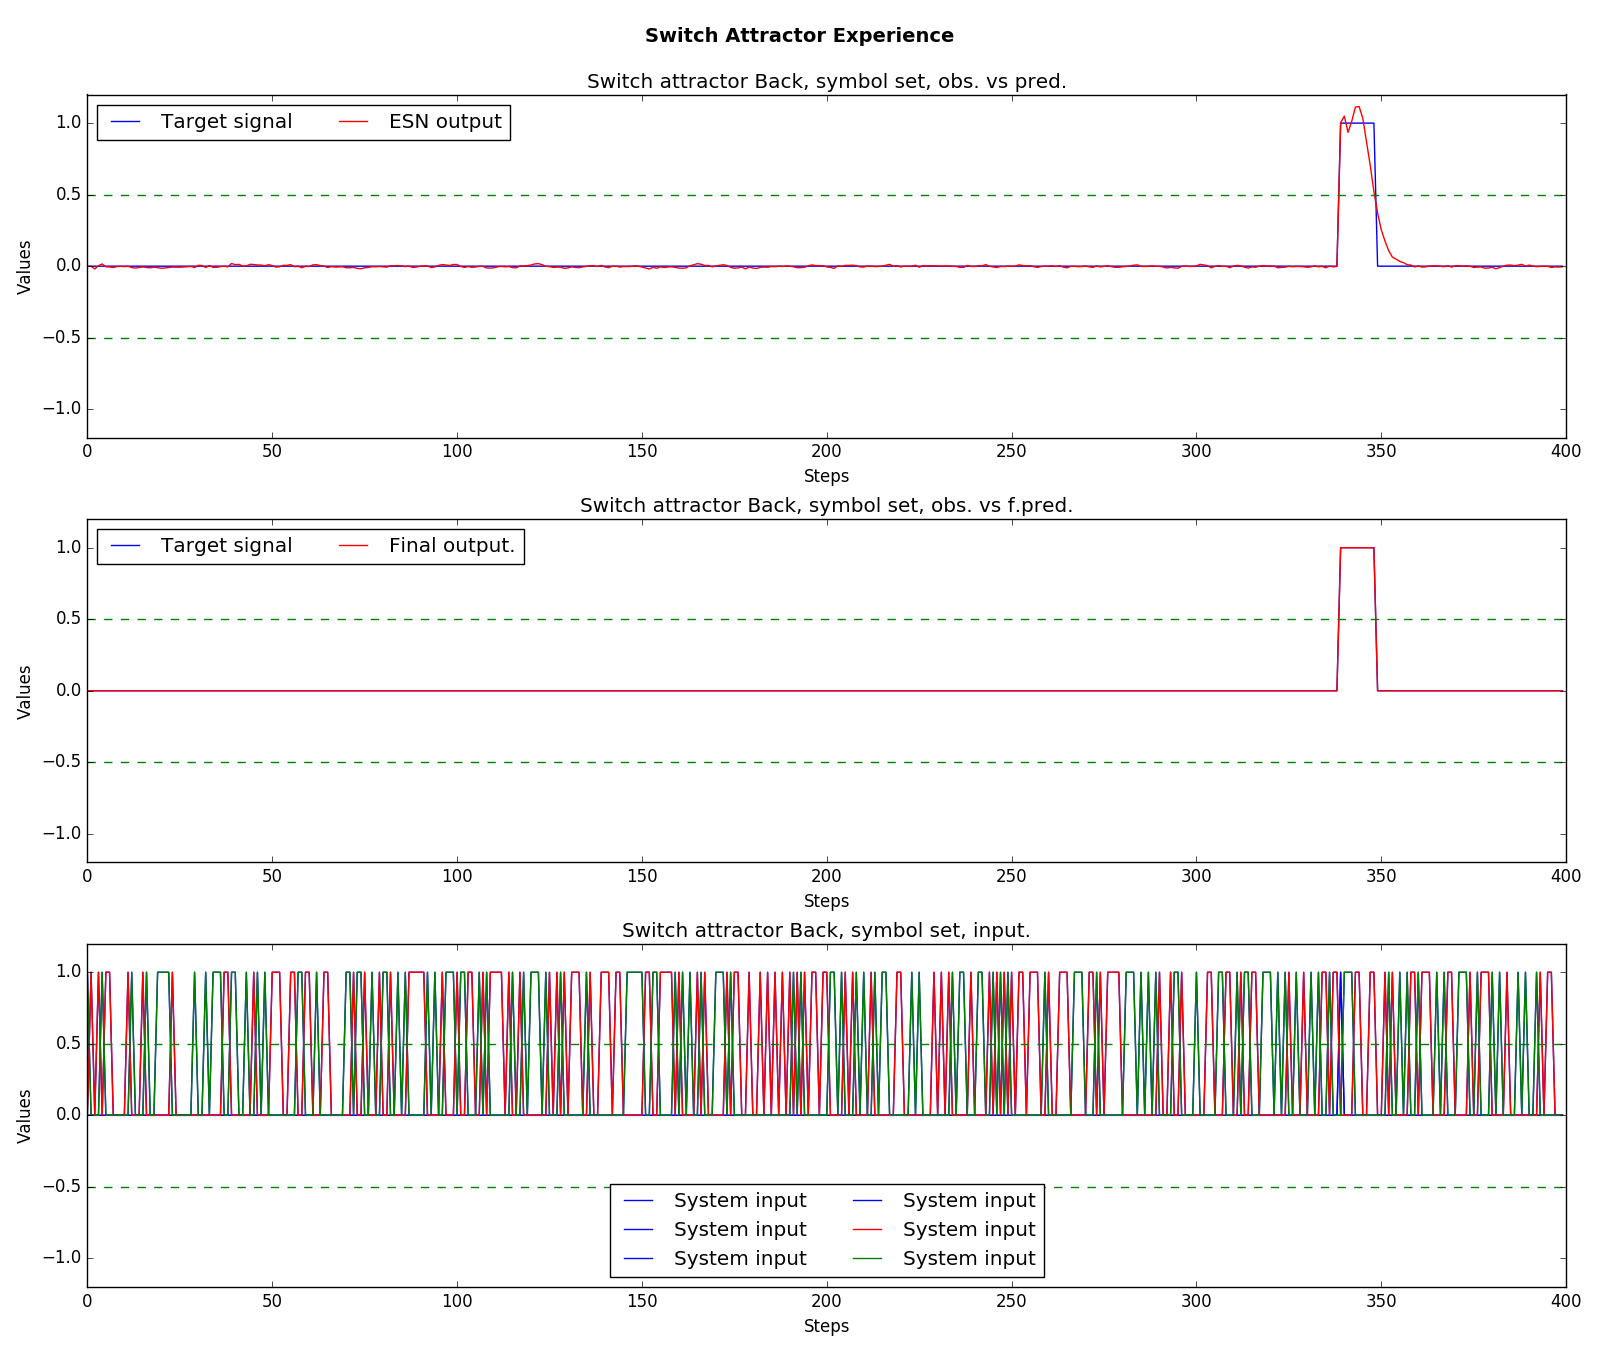 Switch Attractor Experience
Switch attractor Back, symbol set, obs. vs pred.
Target signal ESN output
1.0
0.5
0.0
−0.5
−1.0
Values
0 50 100 150 200 250 300 350 400
Steps
Switch attractor Back, symbol set, obs. vs f.pred.
Target signal Final output.
1.0
0.5
0.0
−0.5
−1.0
Values
0 50 100 150 200 250 300 350 400
Steps
Switch attractor Back, symbol set, input.
1.0
0.5
0.0
−0.5
−1.0
Values
System input System input
System input System input
System input System input
0 50 100 150 200 250 300 350 400
Steps